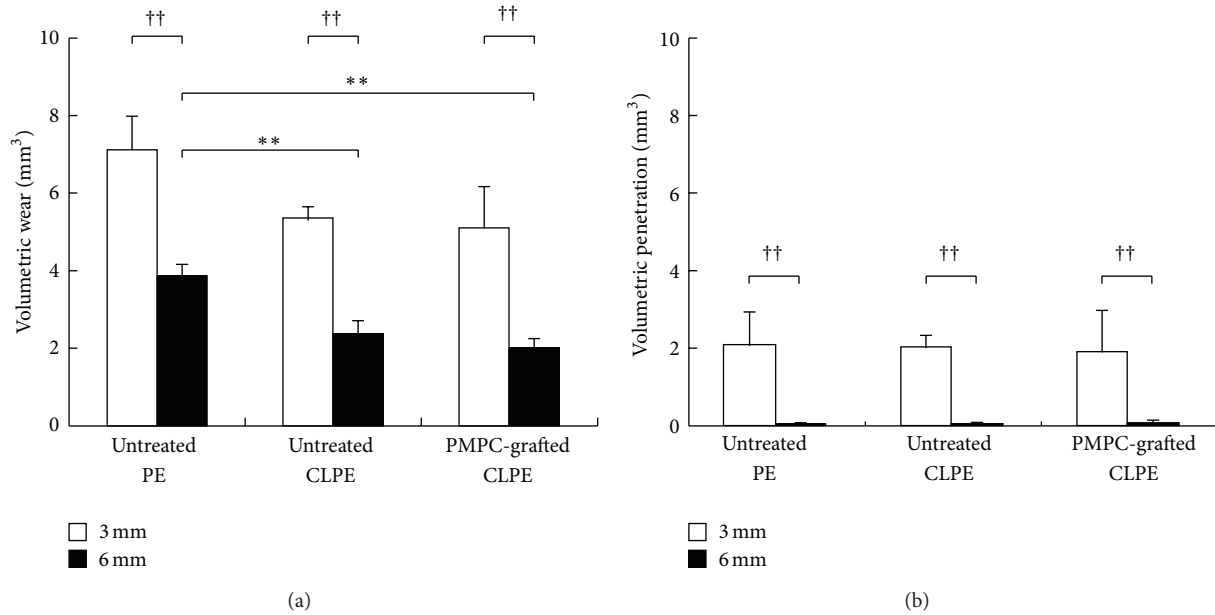 ††
††
††
10
8
6
4
2
0
**
**
Volumetric wear (mm³)
Untreated
PE
Untreated
CLPE
PMPC-grafted
CLPE
3 mm
6 mm
(a)
10
8
6
4
2
0
††
††
††
Volumetric penetration (mm³)
Untreated
PE
Untreated
CLPE
PMPC-grafted
CLPE
3 mm
6 mm
(b)